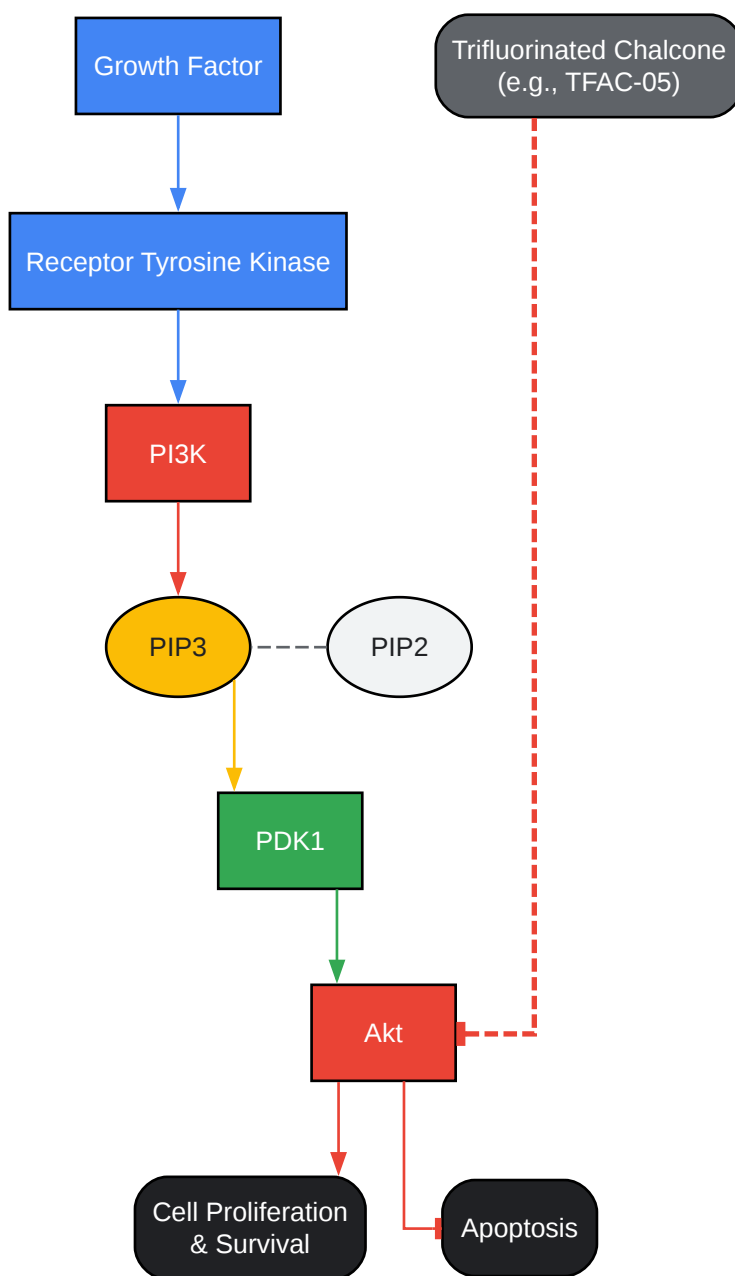 Growth Factor
Trifluorinated Chalcone
(e.g., TFAC-05)
Receptor Tyrosine Kinase
PI3K
PIP3
PIP2
PDK1
Akt
Cell Proliferation
& Survival
Apoptosis